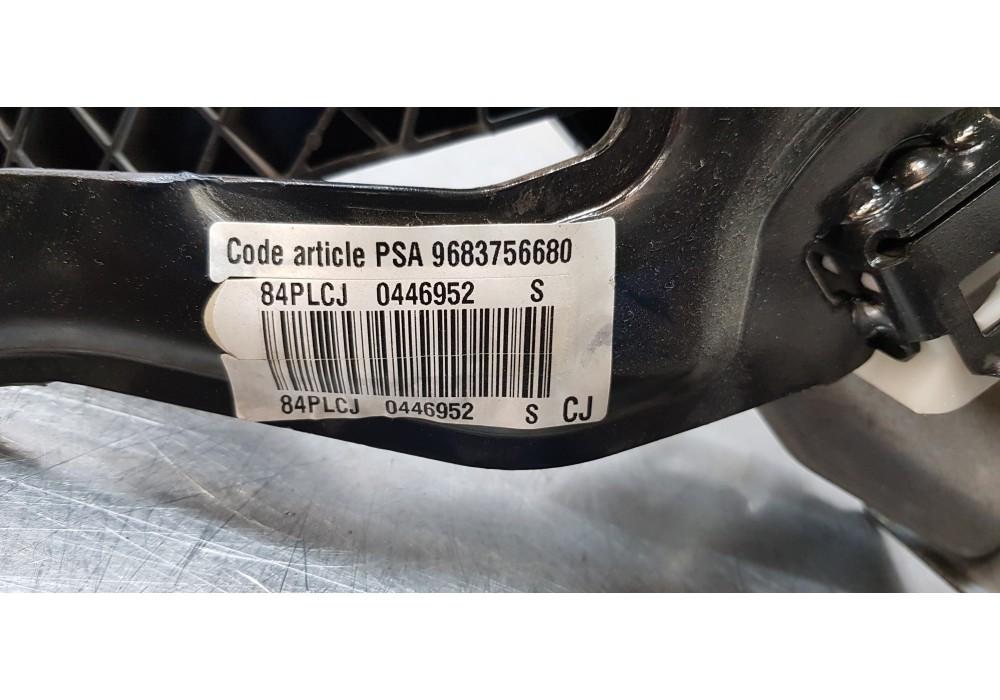 Code article PSA 9683756680
84PLCJ 0446952 S
84PLCJ 0446952 S CJ